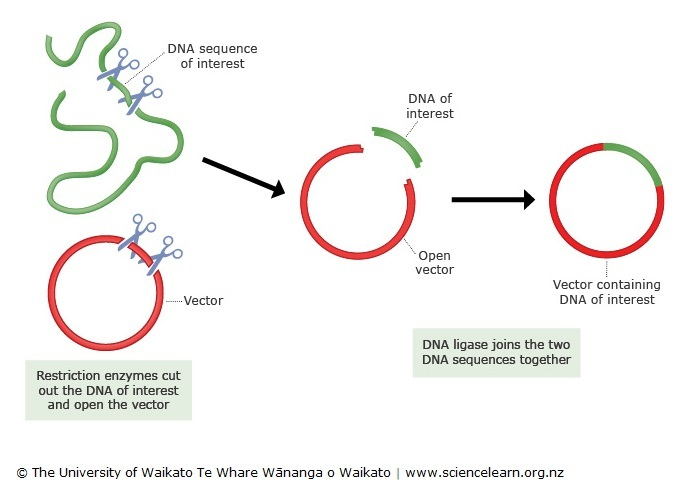 DNA sequence
of interest
Vector
Restriction enzymes cut
out the DNA of interest
and open the vector
DNA of
interest
Open
vector
DNA ligase joins the two
DNA sequences together
Vector containing
DNA of interest
© The University of Waikato Te Whare Wānanga o Waikato | www.sciencelearn.org.nz